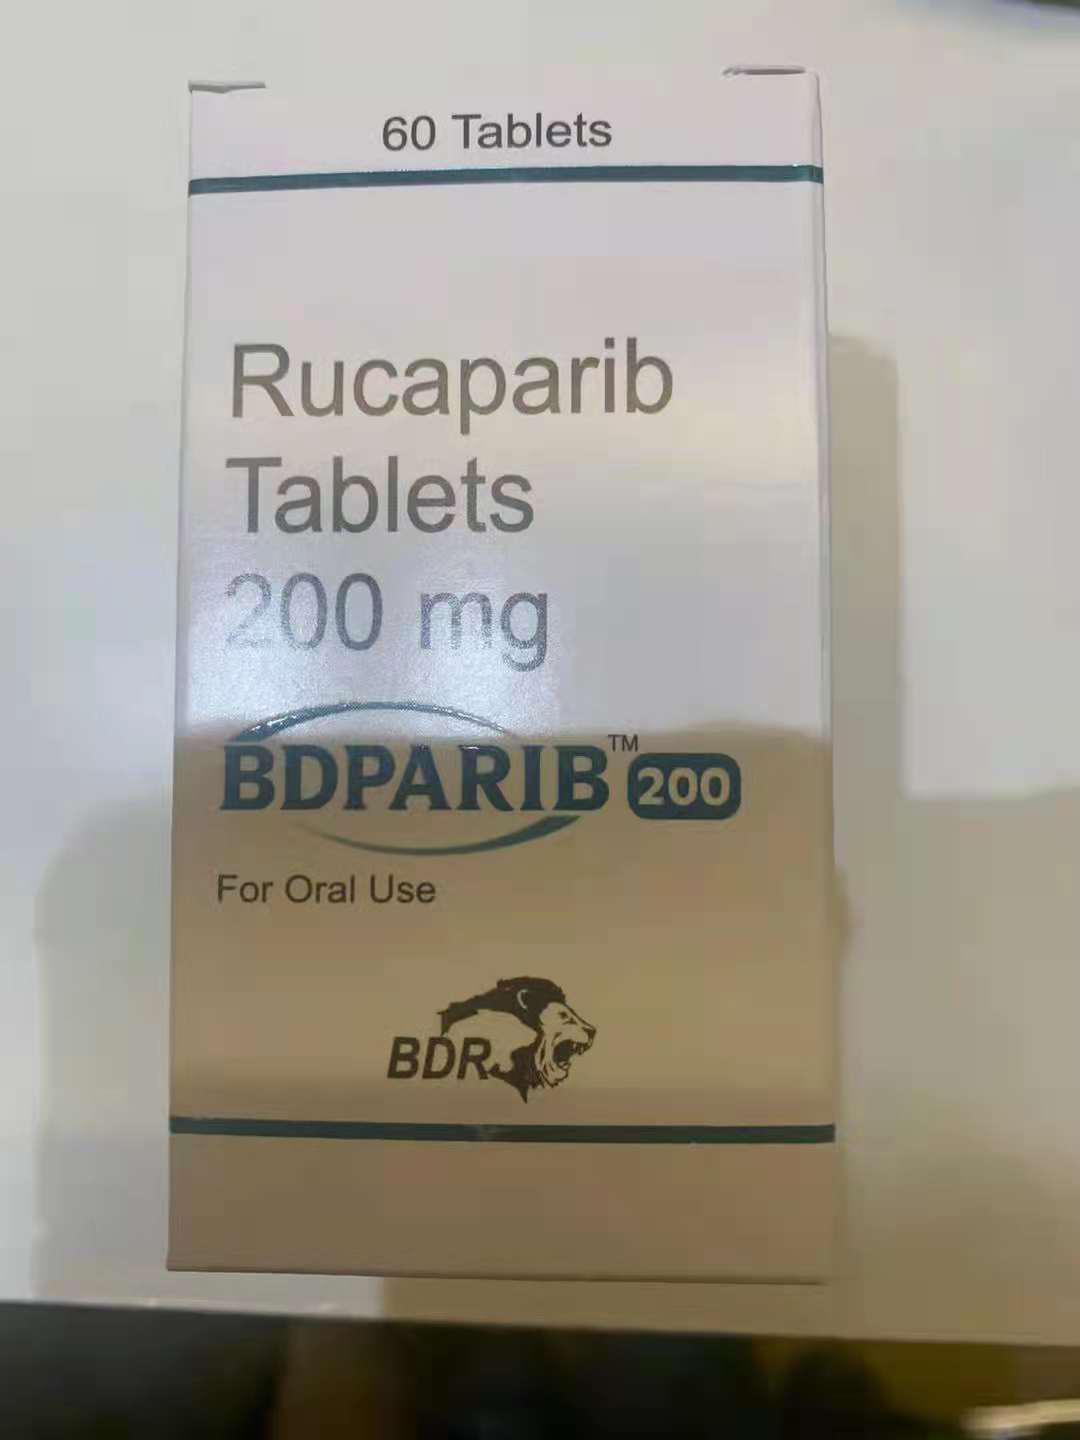 60 Tablets
Rucaparib
Tablets
200 mg
BDPARIB™ 200
For Oral Use
BDR